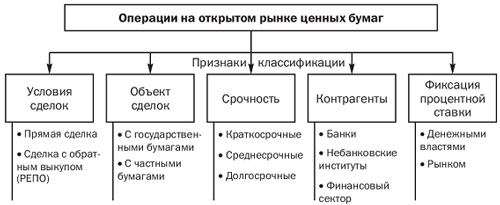 Операции на открытом рынке ценных бумаг
Признаки классификации
Условия
сделок
• Прямая сделка
• Сделка с обрат-
ным выкупом
(РЕПО)
Объект
сделок
• С государствен-
ными бумагами
• С частными
бумагами
Срочность
• Краткосрочные
• Среднесрочные
• Долгосрочные
Контрагенты
• Банки
• Небанковские
институты
• Финансовый
сектор
Фиксация
процентной
ставки
• Денежными
властями
• Рынком